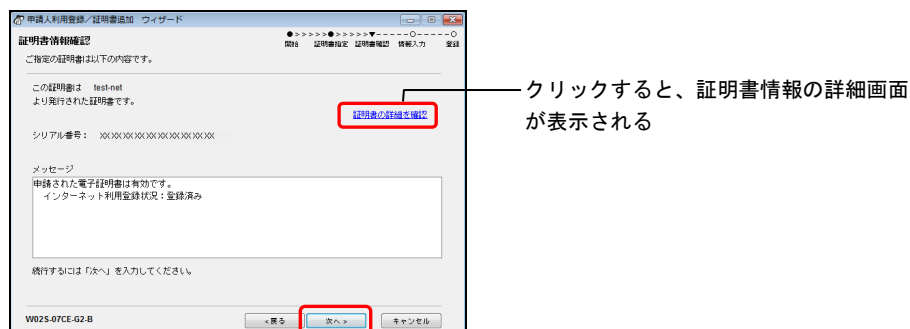 申請人利用登録／証明書追加 ウィザード
証明書情報確認
●>>>>>●>>>>>▼-----○-----○
開始 証明書指定 証明書確認 情報入力 登録
ご指定の証明書は以下の内容です。
この証明書は test-net
より発行された証明書です。
証明書の詳細を確認
クリックすると、証明書情報の詳細画面
が表示される
シリアル番号： XXXXXXXXXXXXXXXXXXXX
メッセージ
申請された電子証明書は有効です。
インターネット利用登録状況：登録済み
続行するには「次へ」を入力してください。
W02S-07CE-G2-B
<戻る
次へ>
キャンセル